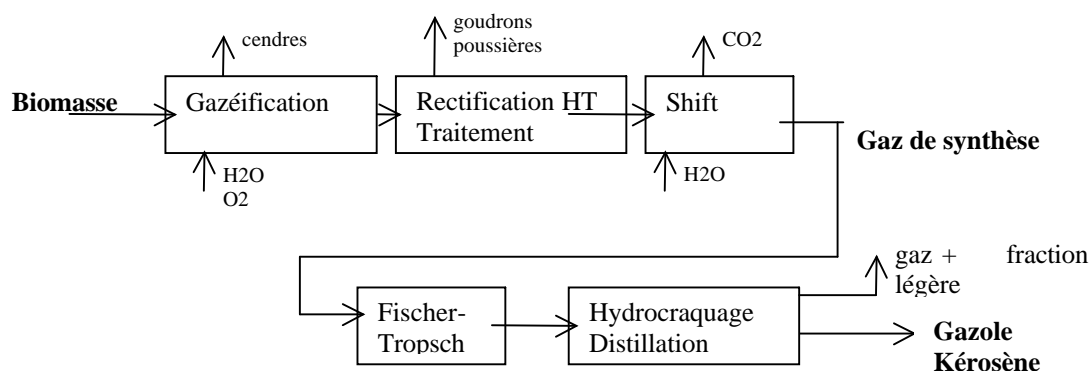 cendres
goudrons
poussières
CO2
Biomasse
Gazéification
Rectification HT
Traitement
Shift
Gaz de synthèse
H2O
O2
H2O
gaz + fraction
légère
Fischer-
Tropsch
Hydrocraquage
Distillation
Gazole
Kérosène